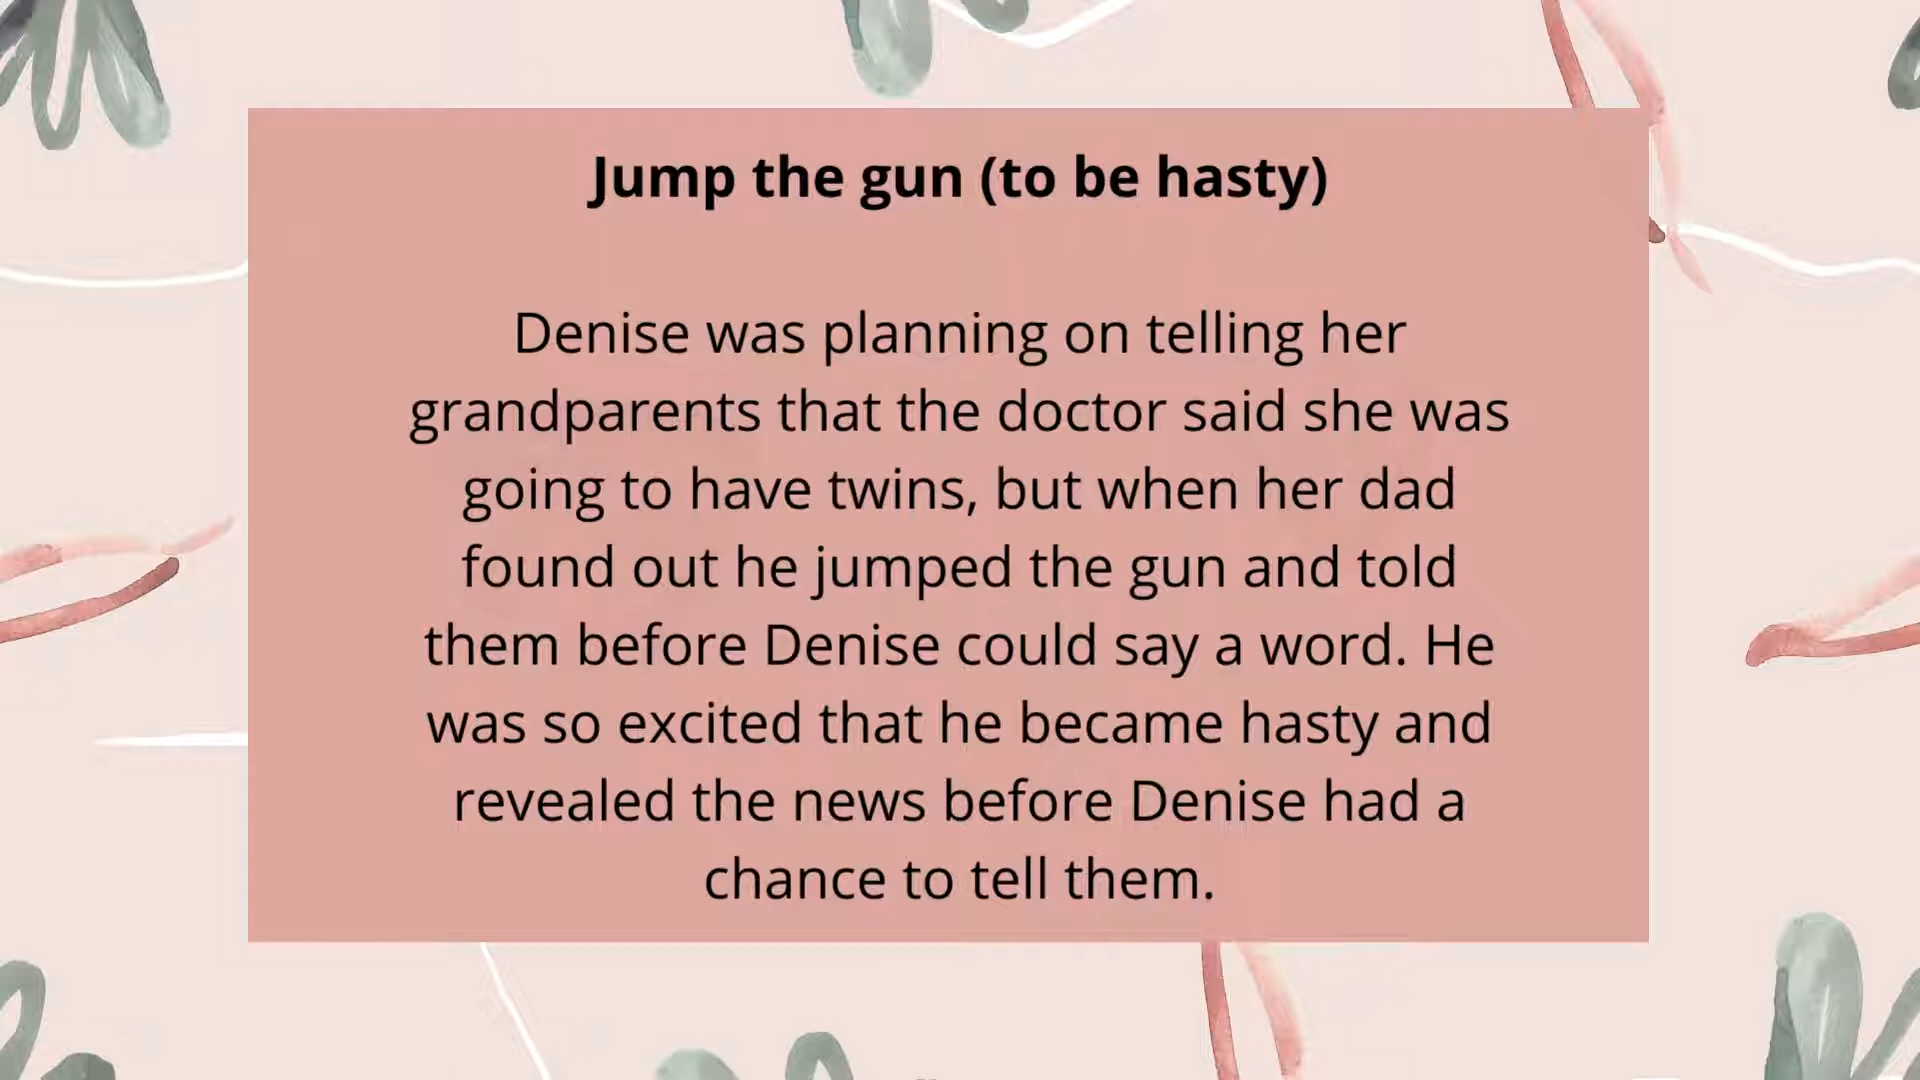 Jump the gun (to be hasty)
Denise was planning on telling her
grandparents that the doctor said she was
going to have twins, but when her dad
found out he jumped the gun and told
them before Denise could say a word. He
was so excited that he became hasty and
revealed the news before Denise had a
chance to tell them.